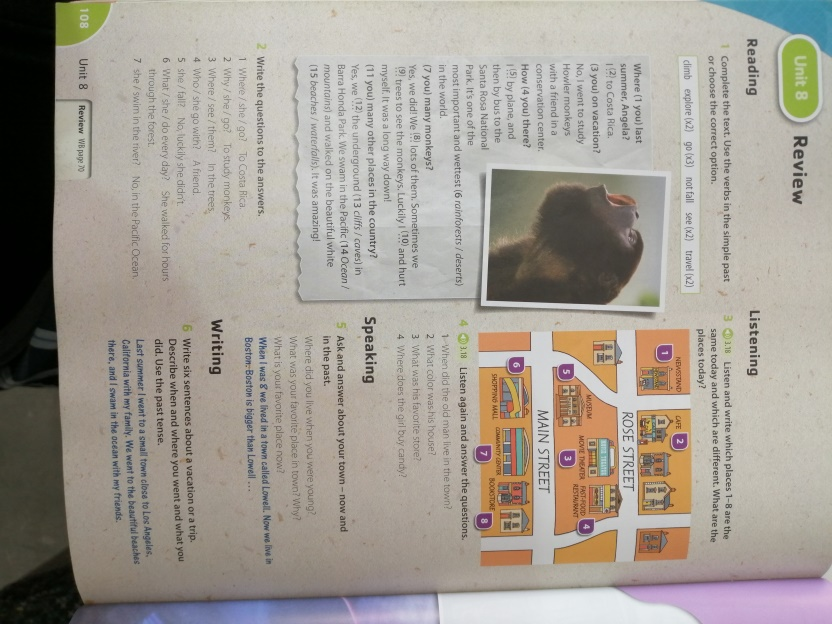 Unit 8
Review
Reading
1 Complete the text. Use the verbs in the simple past
or choose the correct option.
climb explore (x2) go (x3) not fall see (x2) travel (x2)
Where (1 you) last
summer, Angela?
I (2) to Costa Rica.
(3 you) on vacation?
No, I went to study
Howler monkeys
with a friend in a
conservation center.
How (4 you) there?
I (5) by plane, and
then by bus to the
Santa Rosa National
Park. It's one of the
most important and wettest (6 rainforests / deserts)
in the world.
(7 you) many monkeys?
Yes, we did! We (8) lots of them. Sometimes we
(9) trees to see the monkeys. Luckily I (10) and hurt
myself. It was a long way down!
(11 you) many other places in the country?
Yes, we (12) the underground (13 cliffs / caves) in
Barra Honda Park. We swam in the Pacific (14 Ocean /
mountains) and walked on the beautiful white
(15 beaches / waterfalls). It was amazing!
2 Write the questions to the answers.
1 Where / she / go? To Costa Rica.
2 Why / she / go? To study monkeys.
3 Where / see / them? In the trees.
4 Who / she go with? A friend.
5 she / fall? No, luckily she didn't.
6 What / she / do every day? She walked for hours
through the forest.
7 she / swim in the river? No, in the Pacific Ocean.
Listening
3 3.18 Listen and write which places 1–8 are the
same today and which are different. What are the
places today?
1
NEWSSTAND
CAFE
2
ROSE STREET
MOVIE THEATER
3
FAST-FOOD
RESTAURANT
4
5
MUSEUM
MAIN STREET
6
SHOPPING MALL
COMMUNITY CENTER
7
BOOKSTORE
8
4 3.18 Listen again and answer the questions.
1 When did the old man live in the town?
2 What color was his house?
3 What was his favorite store?
4 Where does the girl buy candy?
Speaking
5 Ask and answer about your town – now and
in the past.
Where did you live when you were young?
What was your favorite place in town? Why?
What is your favorite place now?
When I was 8 we lived in a town called Lowell. Now we live in
Boston. Boston is bigger than Lowell ....
Writing
6 Write six sentences about a vacation or a trip.
Describe when and where you went and what you
did. Use the past tense.
Last summer I went to a small town close to Los Angeles,
California with my family. We went to the beautiful beaches
there, and I swam in the ocean with my friends.
108
Unit 8
Review WB page 70